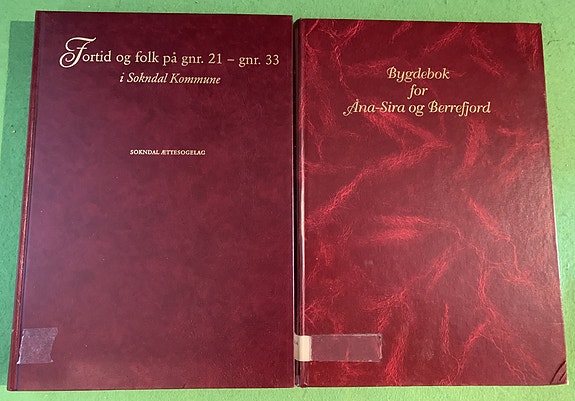 Fortid og folk på gnr. 21 – gnr. 33
i Sokndal Kommune
SOKNDAL ÆTTESOGELAG
Bygdebok
for
Åna-Sira og Berrefjord